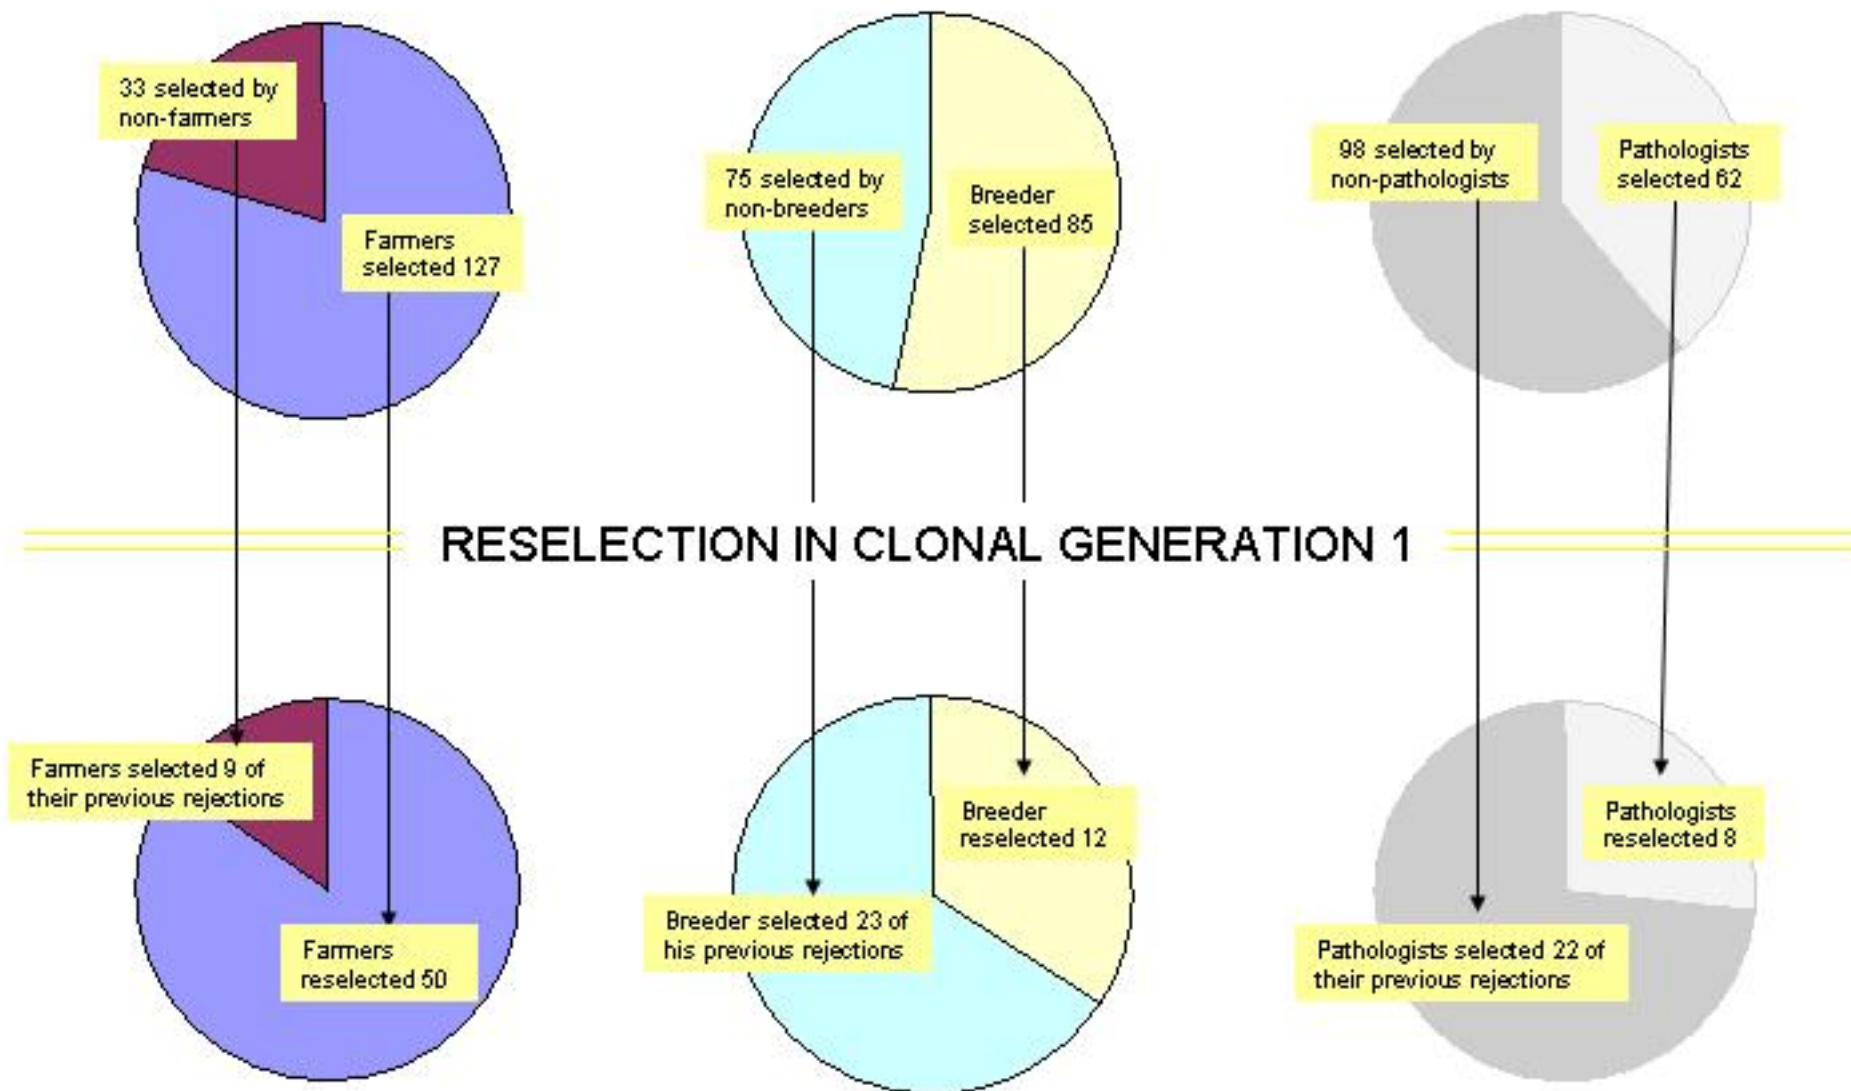 33 selected by
non-farmers
Farmers
selected 127
75 selected by
non-breeders
Breeder
selected 85
98 selected by
non-pathologists
Pathologists
selected 62
RESELECTION IN CLONAL GENERATION 1
Farmers selected 9 of
their previous rejections
Farmers
reselected 50
Breeder
reselected 12
Breeder selected 23 of
his previous rejections
Pathologists
reselected 8
Pathologists selected 22 of
their previous rejections